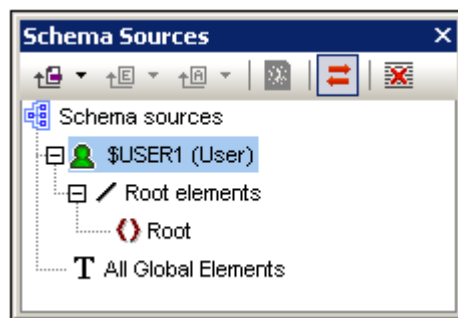 Schema Sources
Schema sources
$USER1 (User)
Root elements
Root
T All Global Elements